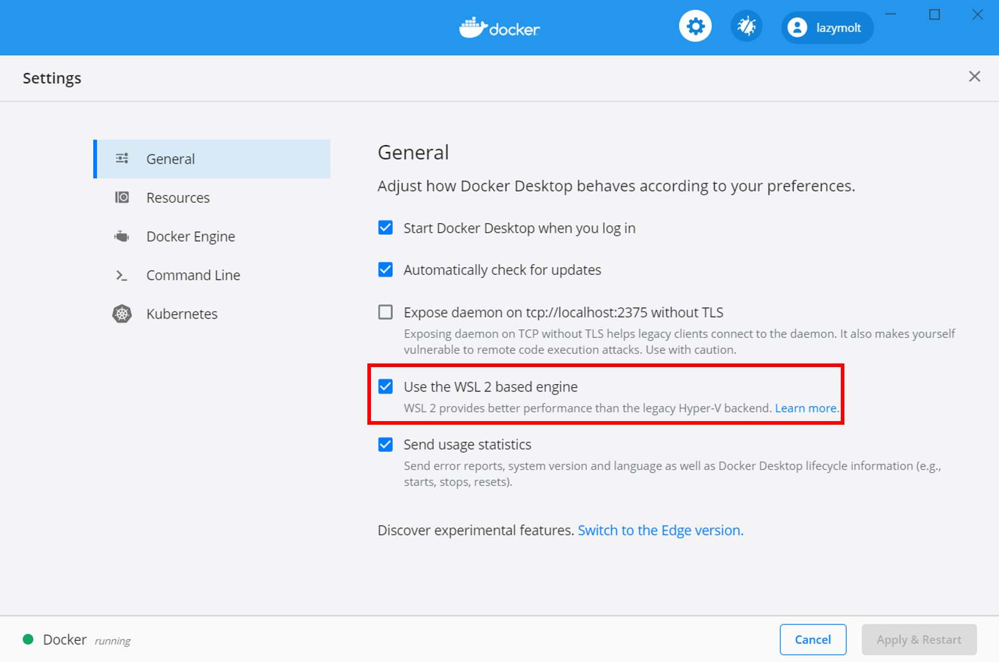 docker
lazymolt
Settings
General
Resources
Docker Engine
Command Line
Kubernetes
General
Adjust how Docker Desktop behaves according to your preferences.
Start Docker Desktop when you log in
Automatically check for updates
Expose daemon on tcp://localhost:2375 without TLS
Exposing daemon on TCP without TLS helps legacy clients connect to the daemon. It also makes yourself
vulnerable to remote code execution attacks. Use with caution.
Use the WSL 2 based engine
WSL 2 provides better performance than the legacy Hyper-V backend. Learn more.
Send usage statistics
Send error reports, system version and language as well as Docker Desktop lifecycle information (e.g.,
starts, stops, resets).
Discover experimental features. Switch to the Edge version.
Docker running
Cancel
Apply & Restart